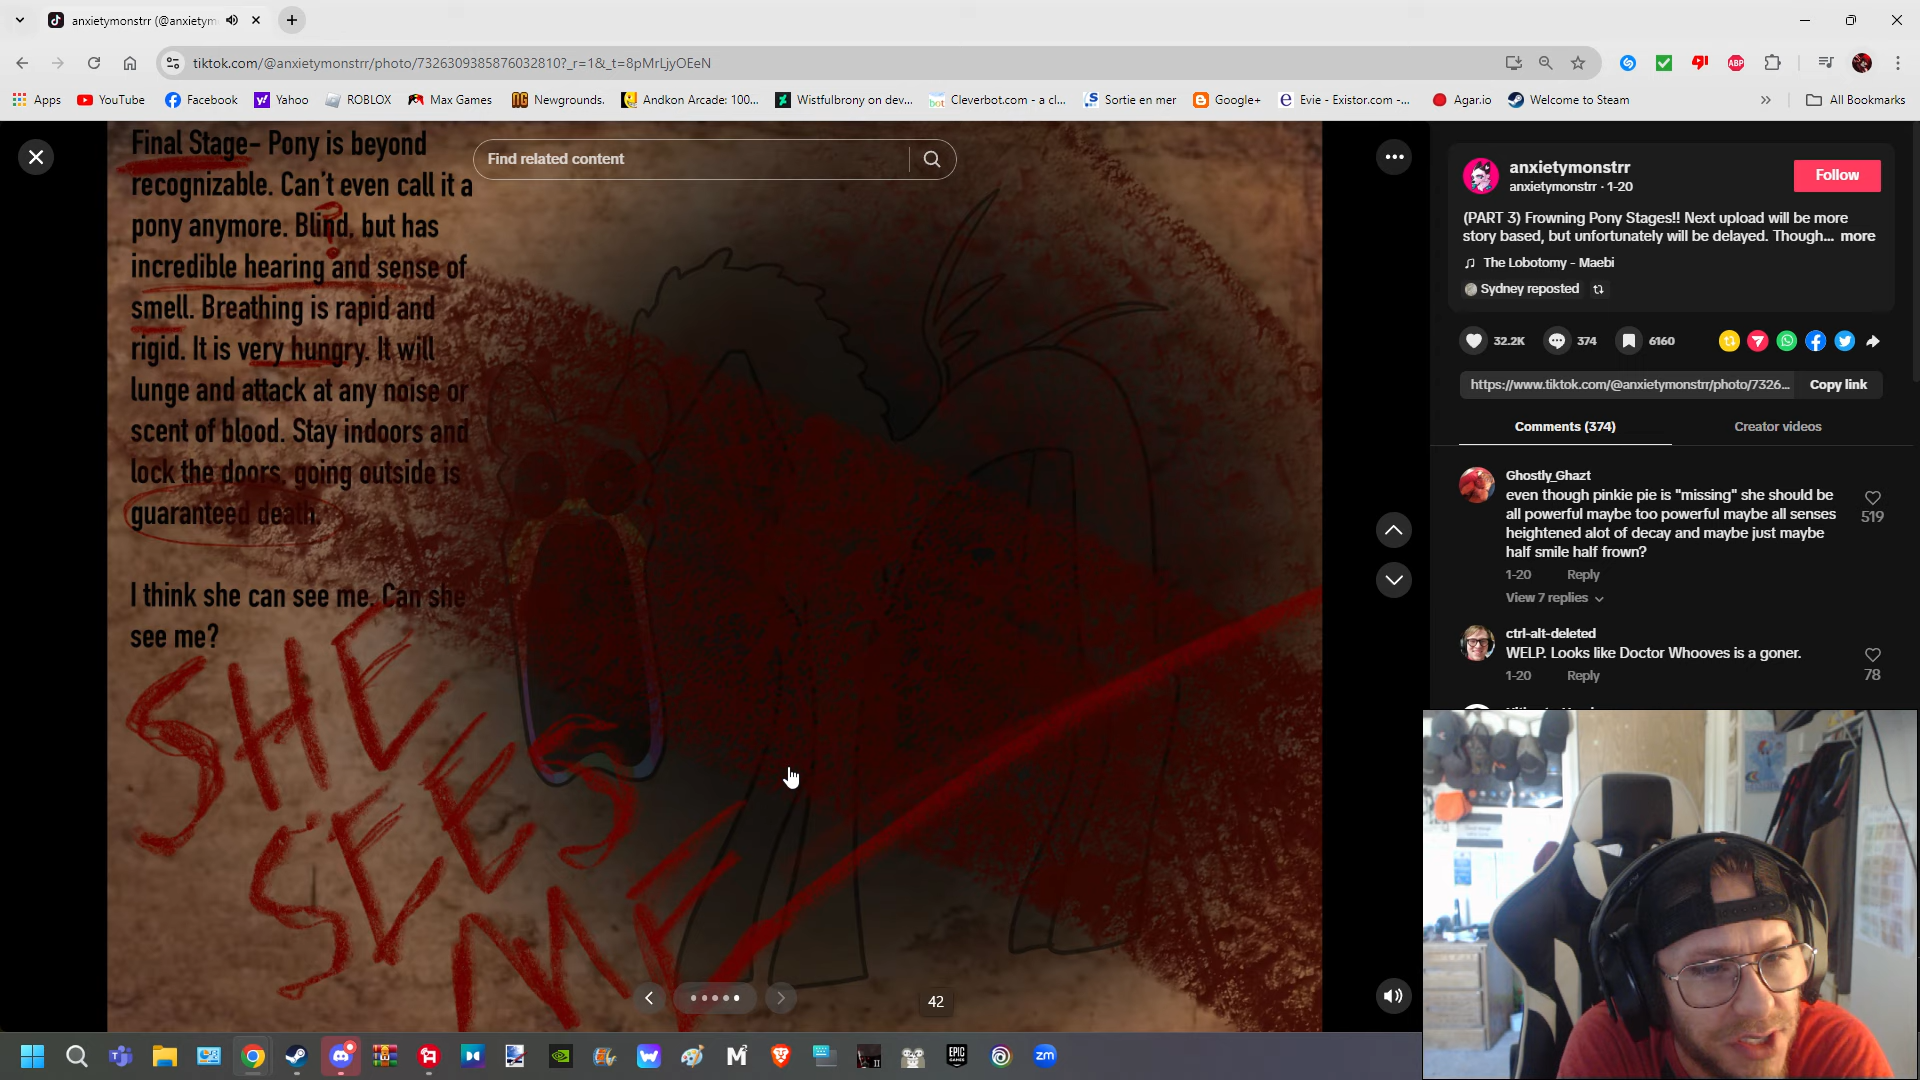 anxietymonstrr (@anxietym
tiktok.com/@anxietymonstrr/photo/7326309385876032810?_r=1&_t=8pMrLjyOEeN
ABP
Apps
YouTube
Facebook
Yahoo
ROBLOX
Max Games
Newgrounds.
Andkon Arcade: 100...
Wistfulbrony on dev...
Cleverbot.com - a cl...
Sortie en mer
Google+
Evie - Existor.com -...
Agar.io
Welcome to Steam
All Bookmarks
Find related content
Final Stage- Pony is beyond
recognizable. Can't even call it a
pony anymore. Blind, but has
?
incredible hearing and sense of
smell. Breathing is rapid and
rigid. It is very hungry. It will
lunge and attack at any noise or
scent of blood. Stay indoors and
lock the doors, going outside is
guaranteed death.
I think she can see me. Can she
see me?
SHE
SEES
ME
42
anxietymonstrr
anxietymonstrr · 1-20
Follow
(PART 3) Frowning Pony Stages!! Next upload will be more
story based, but unfortunately will be delayed. Though... more
The Lobotomy - Maebi
Sydney reposted
32.2K
374
6160
https://www.tiktok.com/@anxietymonstrr/photo/7326...
Copy link
Comments (374)
Creator videos
Ghostly_Ghazt
even though pinkie pie is "missing" she should be
all powerful maybe too powerful maybe all senses
heightened alot of decay and maybe just maybe
half smile half frown?
519
1-20
Reply
View 7 replies
ctrl-alt-deleted
WELP. Looks like Doctor Whooves is a goner.
78
1-20
Reply
EPIC
GAMES
zm